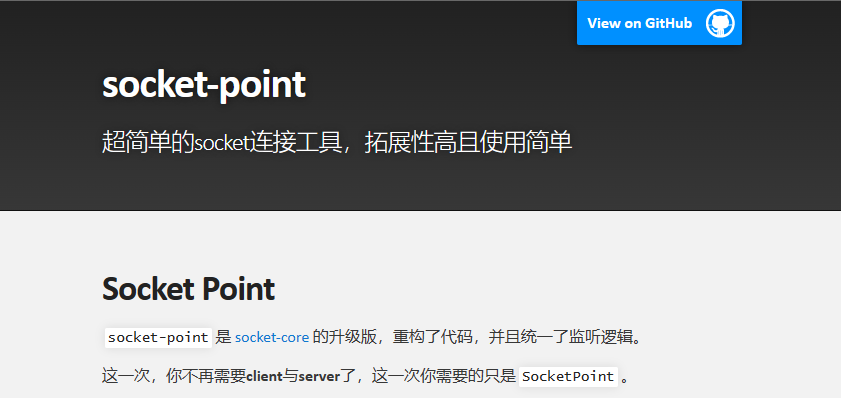 View on GitHub
socket-point
超简单的socket连接工具，拓展性高且使用简单
Socket Point
socket-point 是 socket-core 的升级版，重构了代码，并且统一了监听逻辑。
这一次，你不再需要client与server了，这一次你需要的只是 SocketPoint 。